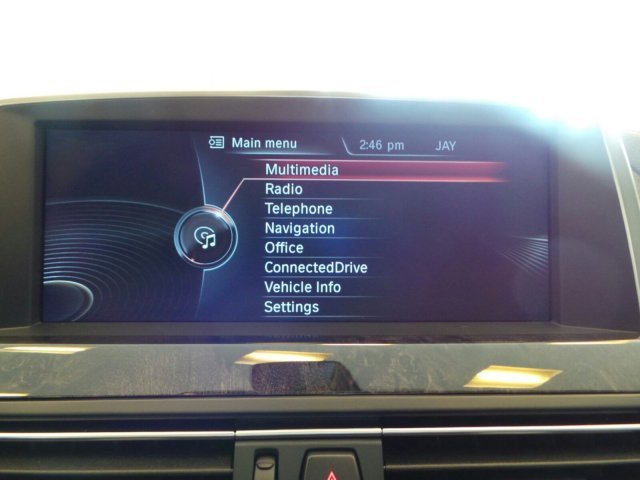 Main menu 2:46 pm JAY
Multimedia
Radio
Telephone
Navigation
Office
ConnectedDrive
Vehicle Info
Settings